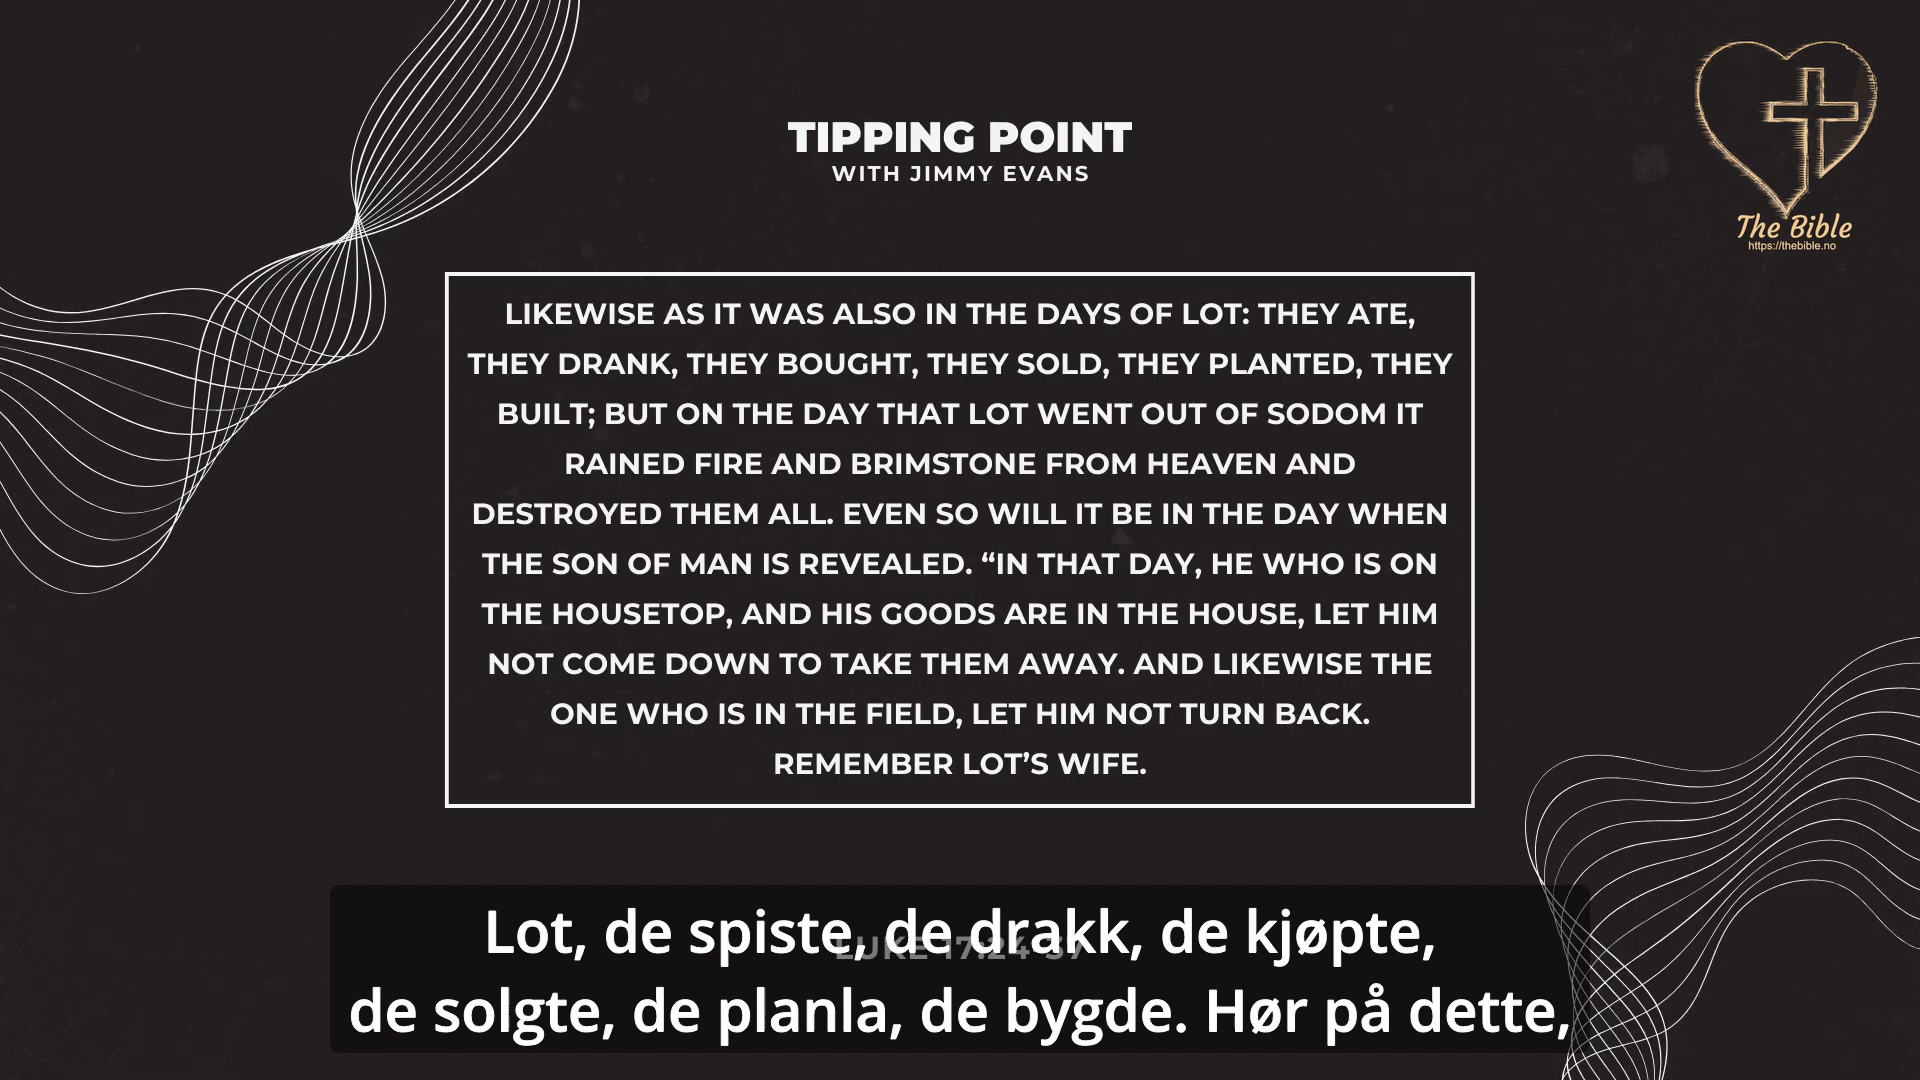 TIPPING POINT
WITH JIMMY EVANS
The Bible
https://thebible.no
LIKEWISE AS IT WAS ALSO IN THE DAYS OF LOT: THEY ATE,
THEY DRANK, THEY BOUGHT, THEY SOLD, THEY PLANTED, THEY
BUILT; BUT ON THE DAY THAT LOT WENT OUT OF SODOM IT
RAINED FIRE AND BRIMSTONE FROM HEAVEN AND
DESTROYED THEM ALL. EVEN SO WILL IT BE IN THE DAY WHEN
THE SON OF MAN IS REVEALED. “IN THAT DAY, HE WHO IS ON
THE HOUSETOP, AND HIS GOODS ARE IN THE HOUSE, LET HIM
NOT COME DOWN TO TAKE THEM AWAY. AND LIKEWISE THE
ONE WHO IS IN THE FIELD, LET HIM NOT TURN BACK.
REMEMBER LOT’S WIFE.
Lot, de spiste, de drakk, de kjøpte,
LUKE 17:24-37
de solgte, de planla, de bygde. Hør på dette,